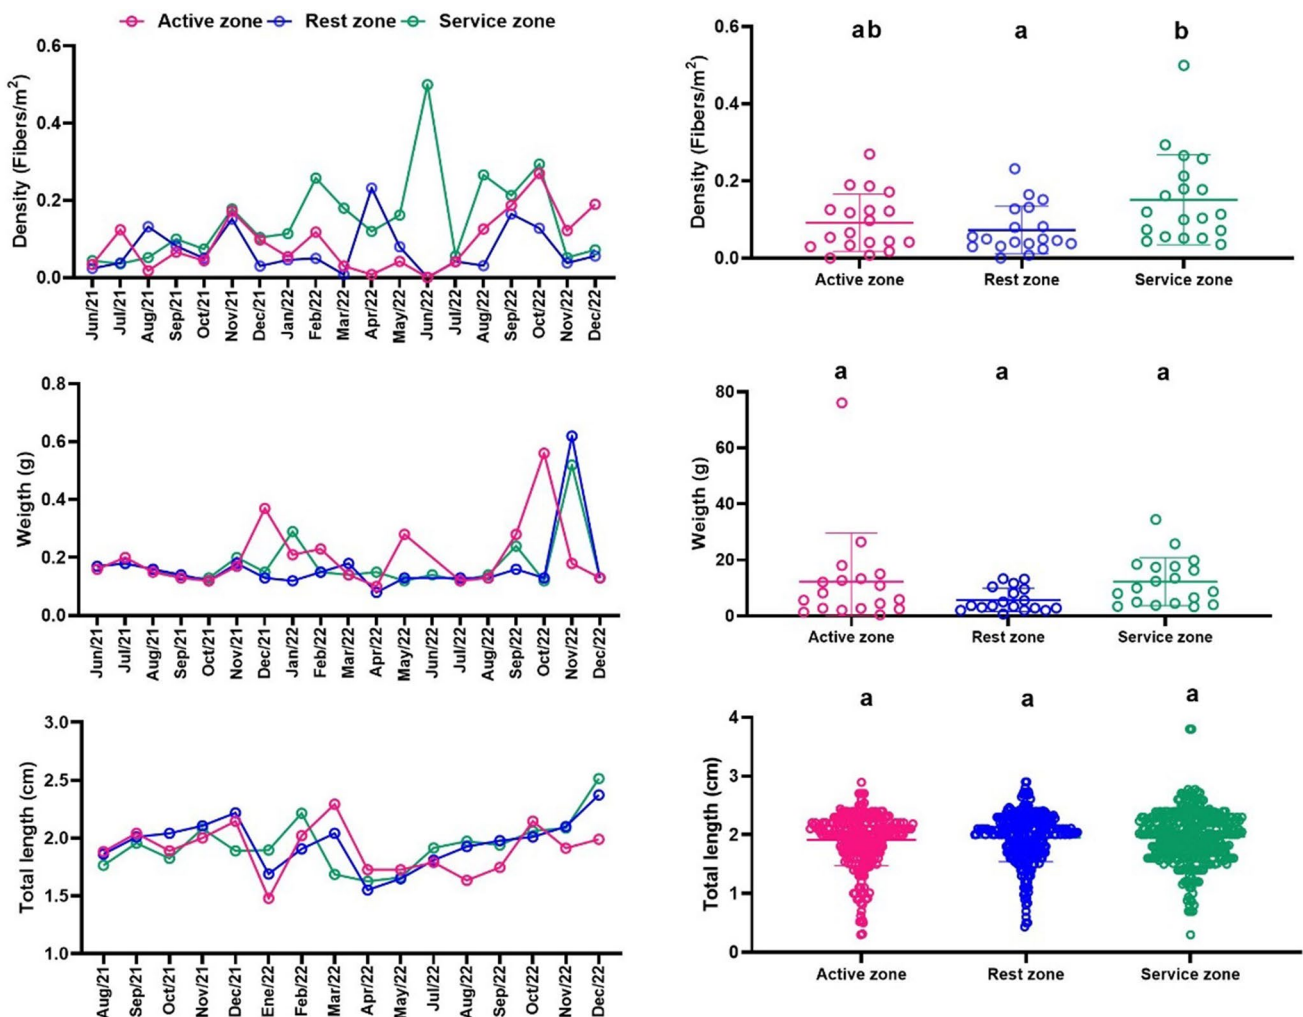 Active zone Rest zone Service zone
Density (Fibers/m²)
0.6
0.4
0.2
0.0
Jun/21 Jul/21 Aug/21 Sep/21 Oct/21 Nov/21 Dec/21 Jan/22 Feb/22 Mar/22 Apr/22 May/22 Jun/22 Jul/22 Aug/22 Sep/22 Oct/22 Nov/22 Dec/22
ab a b
Density (Fibers/m²)
0.6
0.4
0.2
0.0
Active zone Rest zone Service zone
Weigth (g)
0.8
0.6
0.4
0.2
0.0
Jun/21 Jul/21 Aug/21 Sep/21 Oct/21 Nov/21 Dec/21 Jan/22 Feb/22 Mar/22 Apr/22 May/22 Jun/22 Jul/22 Aug/22 Sep/22 Oct/22 Nov/22 Dec/22
a a a
Weigth (g)
80
60
40
20
0
Active zone Rest zone Service zone
Total length (cm)
3.0
2.5
2.0
1.5
1.0
Aug/21 Sep/21 Oct/21 Nov/21 Dec/21 Ene/22 Feb/22 Mar/22 Apr/22 May/22 Jul/22 Aug/22 Sep/22 Oct/22 Nov/22 Dec/22
a a a
Total length (cm)
4
3
2
1
0
Active zone Rest zone Service zone